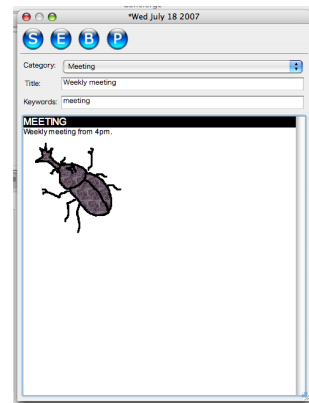 *Wed July 18 2007
S E B P
Category: Meeting
Title: Weekly meeting
Keywords: meeting
MEETING
Weekly meeting from 4pm.